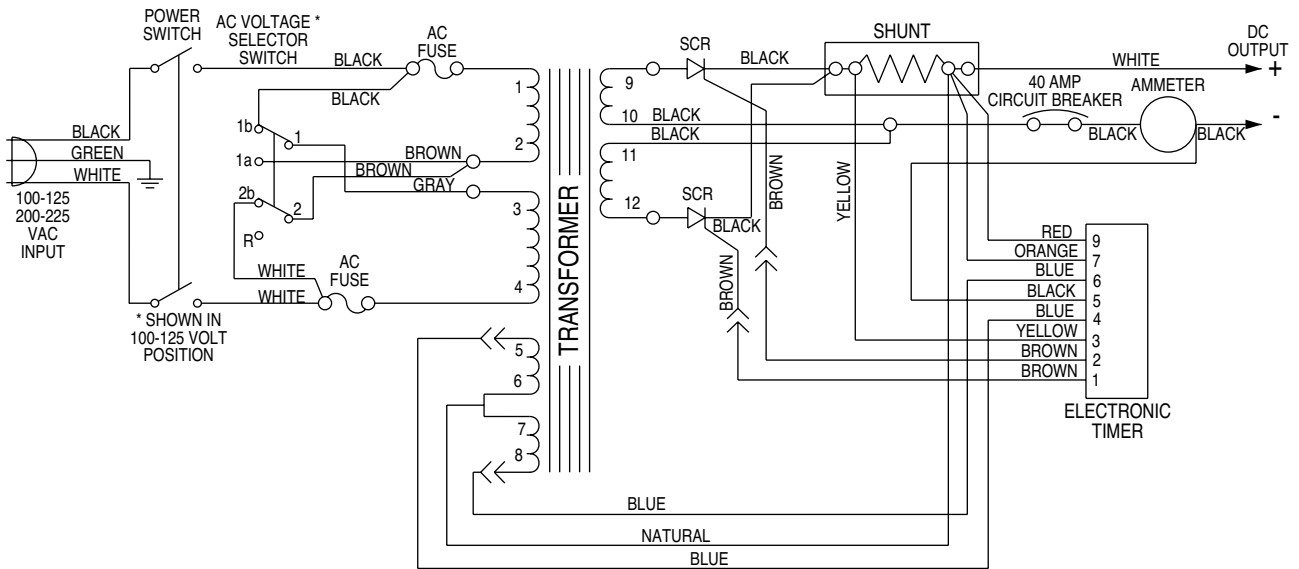 POWER
SWITCH
AC VOLTAGE *
SELECTOR
SWITCH
AC
FUSE
BLACK
BLACK
BLACK
GREEN
WHITE
100-125
200-225
VAC
INPUT
1b
1
1a
2b
2
R
BROWN
BROWN
GRAY
WHITE
WHITE
AC
FUSE
* SHOWN IN
100-125 VOLT
POSITION
1
2
3
4
5
6
7
8
TRANSFORMER
9
10
11
12
SCR
BLACK
BLACK
BLACK
SCR
BLACK
BROWN
BROWN
YELLOW
SHUNT
WHITE
DC
OUTPUT
+
-
40 AMP
CIRCUIT BREAKER
AMMETER
BLACK
BLACK
RED 9
ORANGE 7
BLUE 6
BLACK 5
BLUE 4
YELLOW 3
BROWN 2
BROWN 1
ELECTRONIC
TIMER
BLUE
NATURAL
BLUE